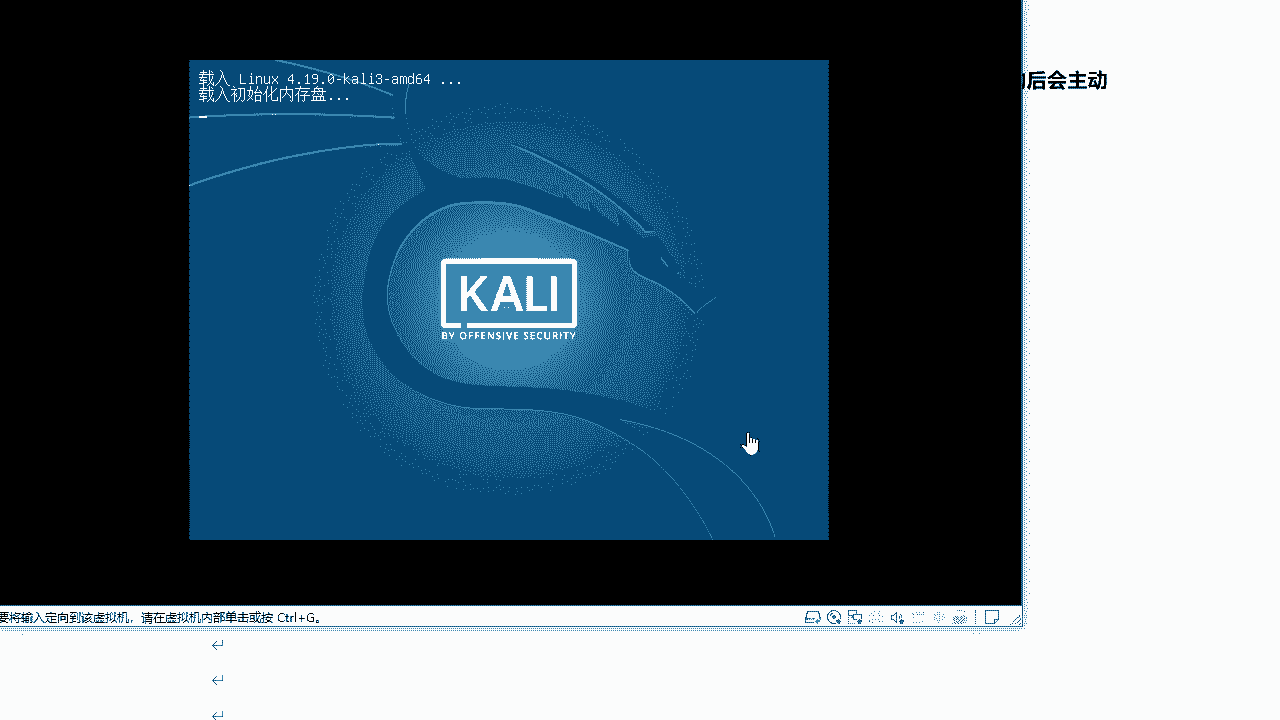 载入 Linux 4.19.0-kali3-amd64 ...
载入初始化内存盘...
后会主动
KALI
BY OFFENSIVE SECURITY
要将输入定向到该虚拟机，请在虚拟机内部单击或按 Ctrl+G。